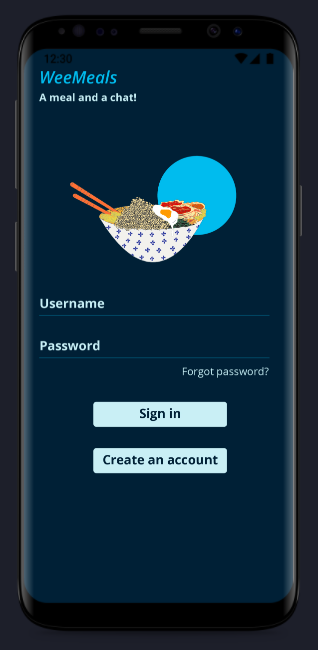 12:30
WeeMeals
A meal and a chat!
Username
Password
Forgot password?
Sign in
Create an account